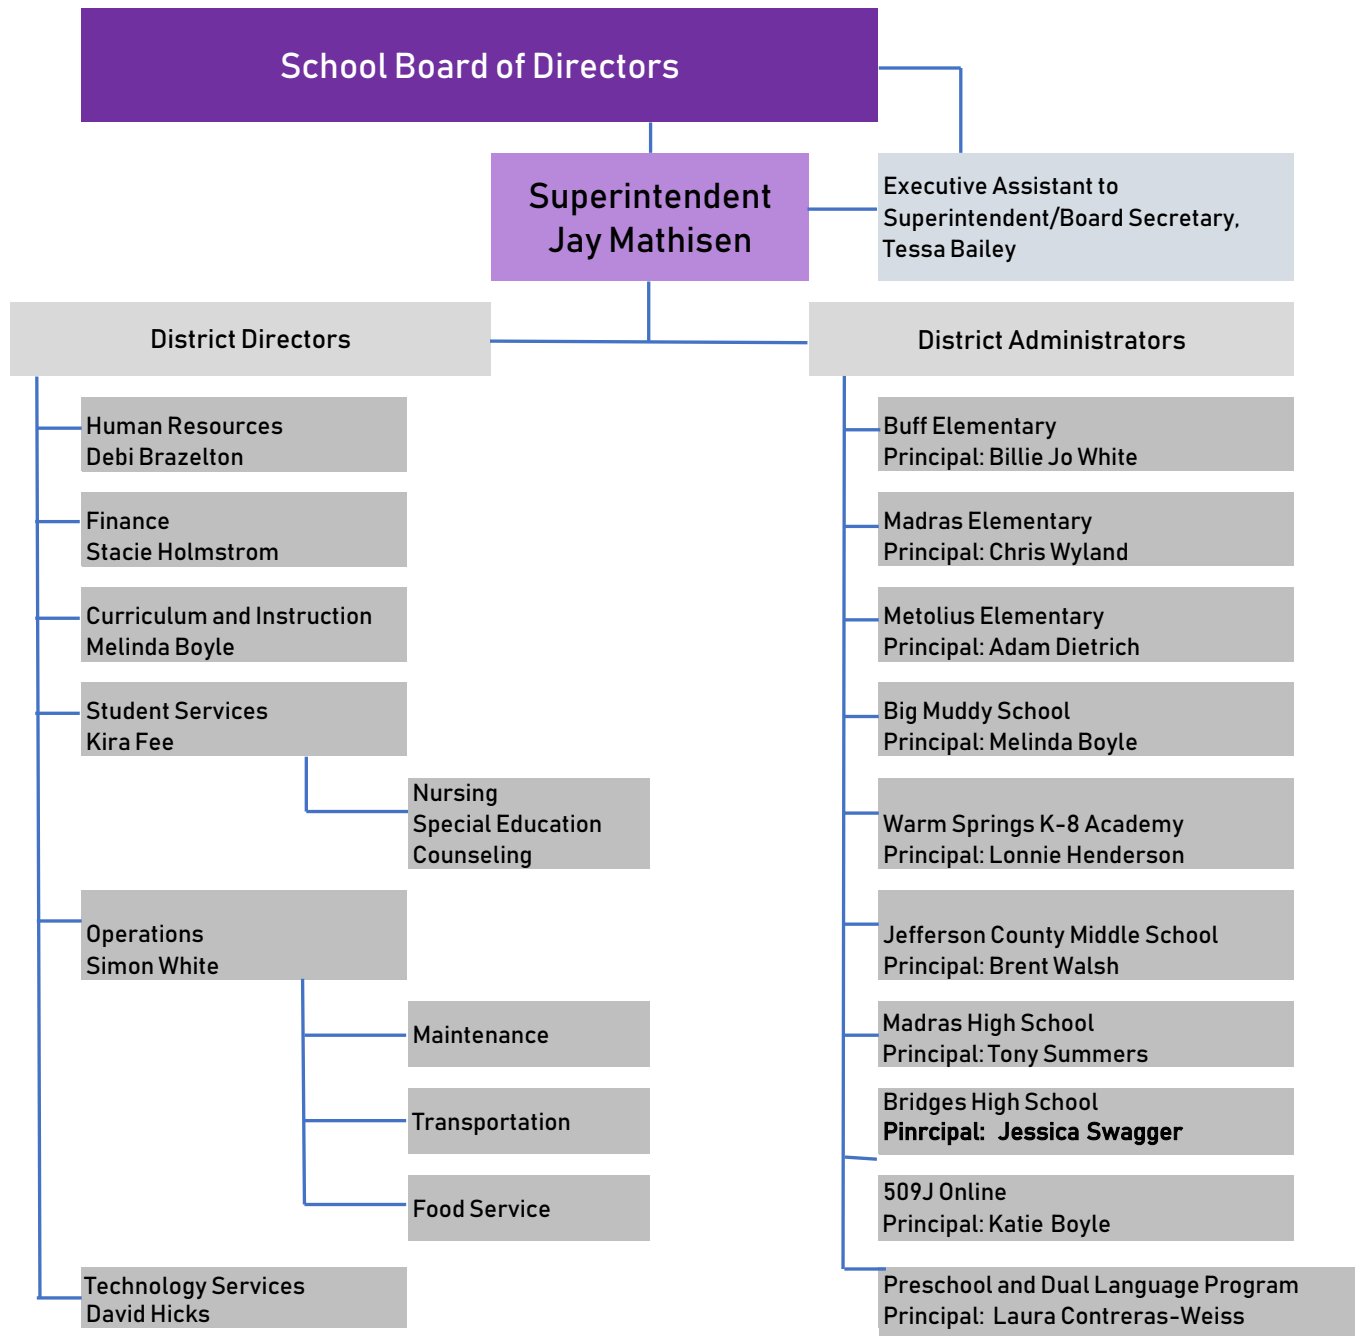 School Board of Directors
Superintendent
Jay Mathisen
Executive Assistant to
Superintendent/Board Secretary,
Tessa Bailey
District Directors
Human Resources
Debi Brazelton
Finance
Stacie Holmstrom
Curriculum and Instruction
Melinda Boyle
Student Services
Kira Fee
Nursing
Special Education
Counseling
Operations
Simon White
Maintenance
Transportation
Food Service
Technology Services
David Hicks
District Administrators
Buff Elementary
Principal: Billie Jo White
Madras Elementary
Principal: Chris Wyland
Metolius Elementary
Principal: Adam Dietrich
Big Muddy School
Principal: Melinda Boyle
Warm Springs K-8 Academy
Principal: Lonnie Henderson
Jefferson County Middle School
Principal: Brent Walsh
Madras High School
Principal: Tony Summers
Bridges High School
Pinrcipal: Jessica Swagger
509J Online
Principal: Katie Boyle
Preschool and Dual Language Program
Principal: Laura Contreras-Weiss